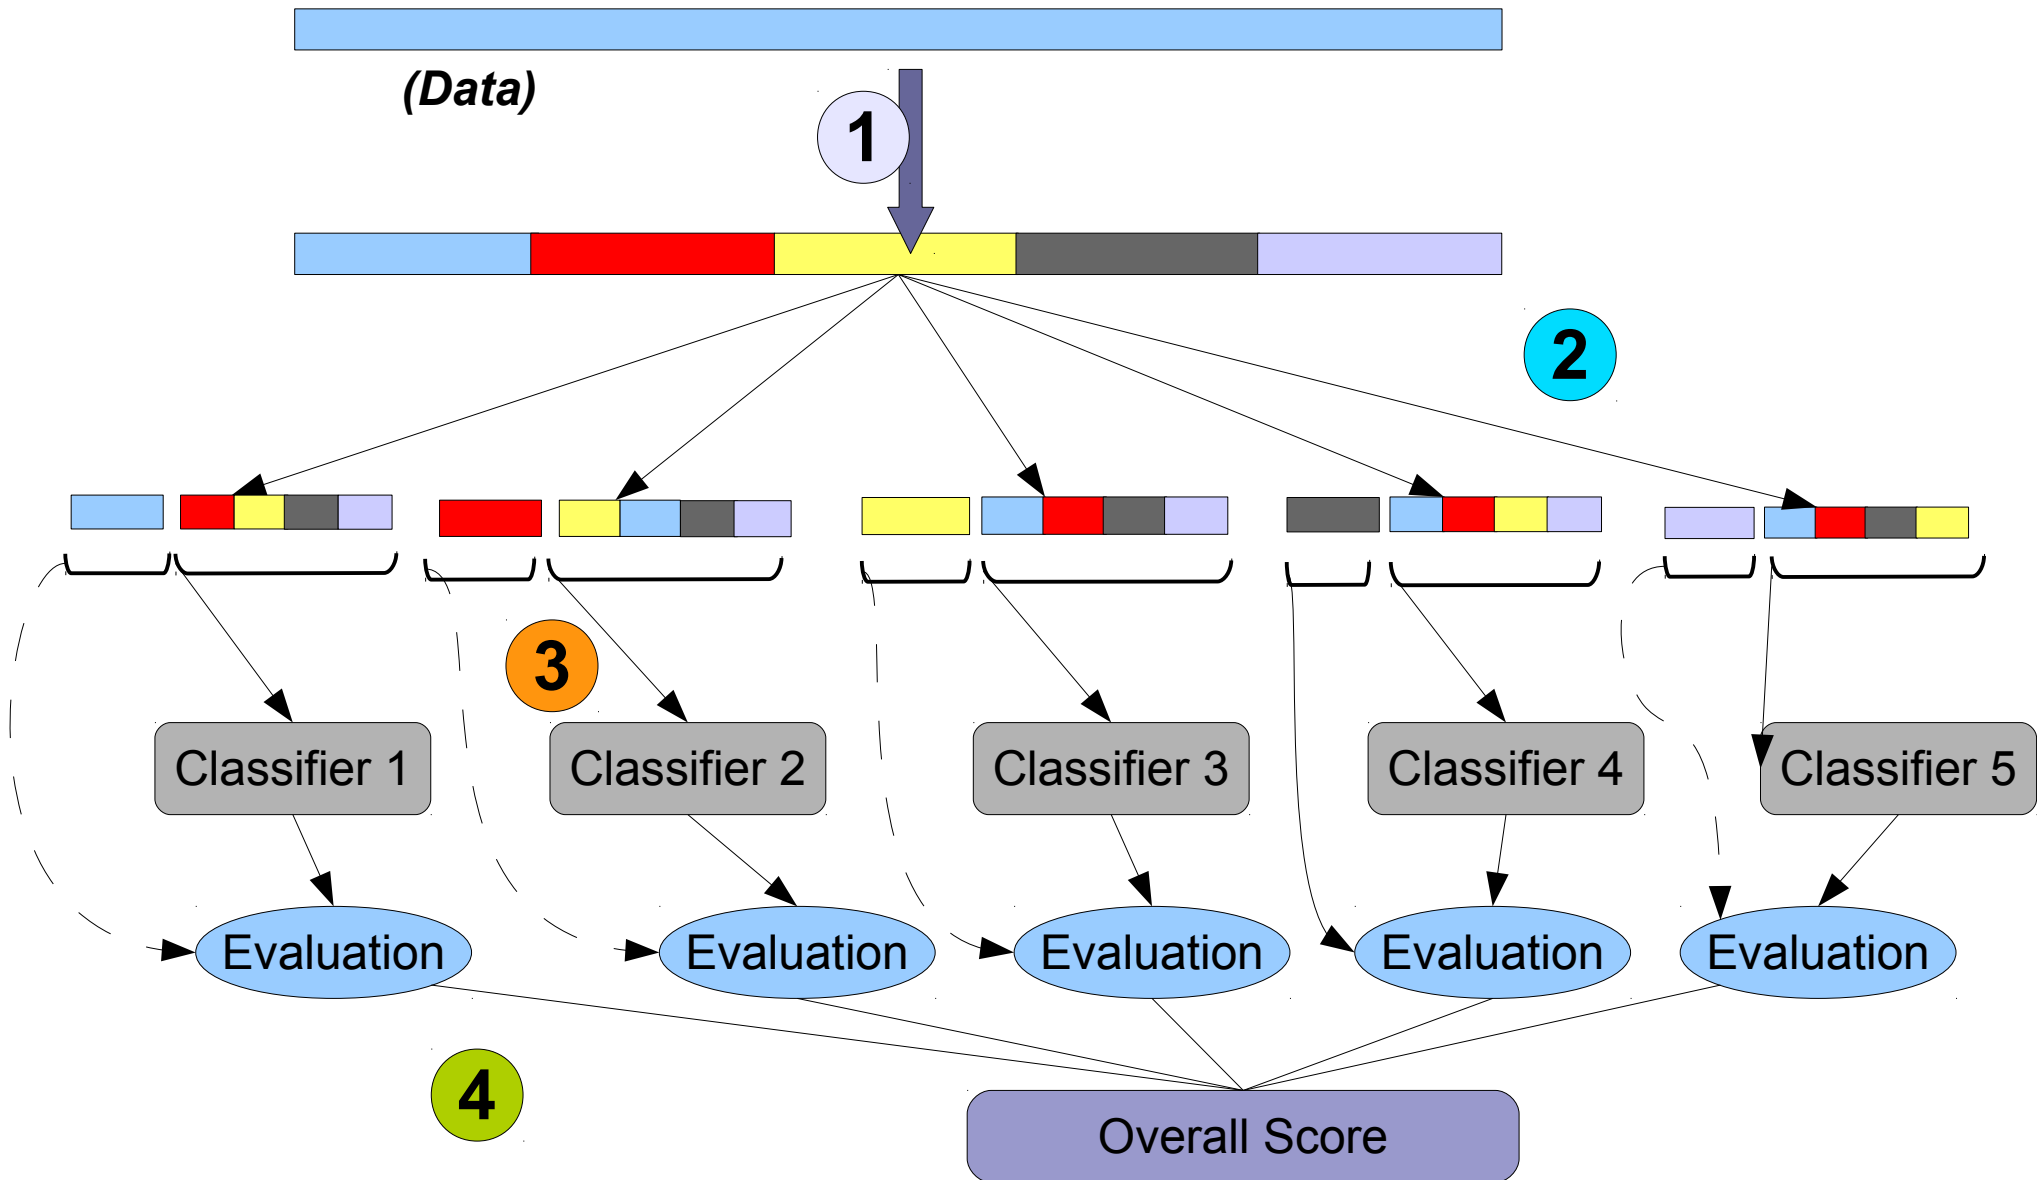 (Data)
1
2
3
Classifier 1
Classifier 2
Classifier 3
Classifier 4
Classifier 5
Evaluation
Evaluation
Evaluation
Evaluation
Evaluation
4
Overall Score